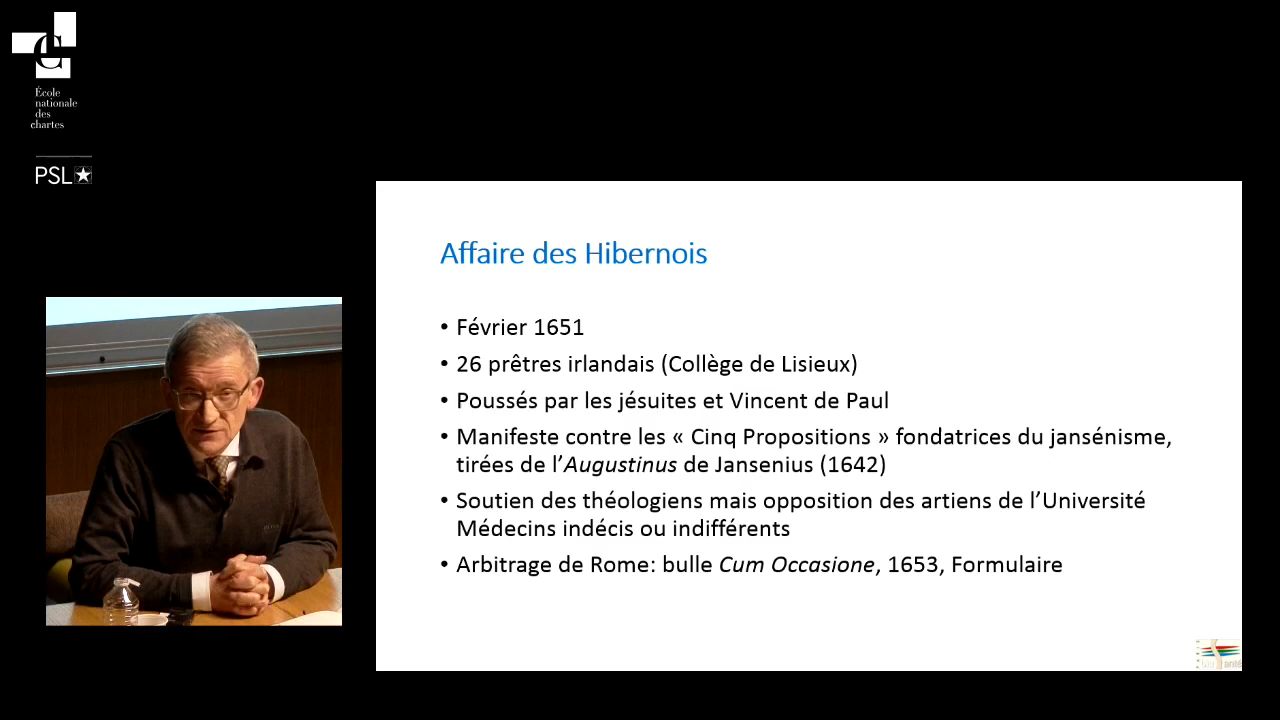 École
nationale
des
chartes
PSL
Affaire des Hibernois
• Février 1651
• 26 prêtres irlandais (Collège de Lisieux)
• Poussés par les jésuites et Vincent de Paul
• Manifeste contre les « Cinq Propositions » fondatrices du jansénisme,
tirées de l’Augustinus de Jansenius (1642)
• Soutien des théologiens mais opposition des artiens de l’Université
Médecins indécis ou indifférents
• Arbitrage de Rome: bulle Cum Occasione, 1653, Formulaire